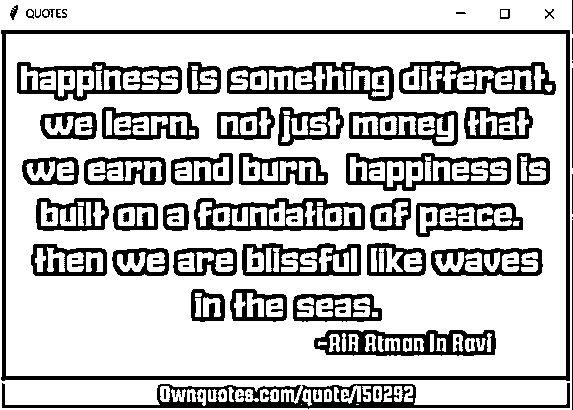 QUOTES
happiness is something different.
we learn. not just money that
we earn and burn. happiness is
built on a foundation of peace.
then we are blissful like waves
in the seas.
-RiR Atman In Ravi
Ownquotes.com/quote/150292